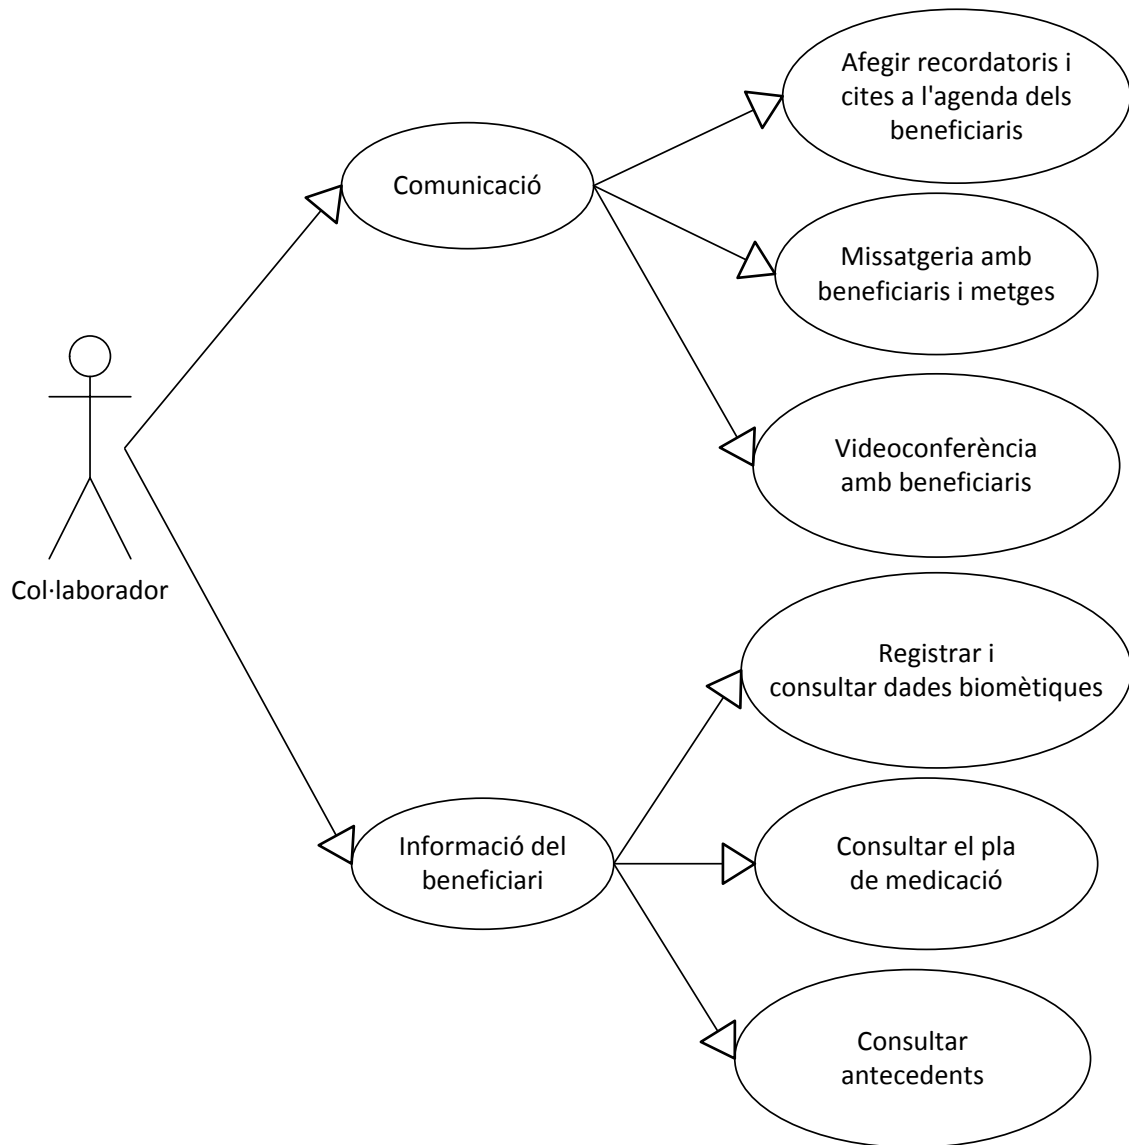 Afegir recordatoris i
cites a l'agenda dels
beneficiaris
Comunicació
Missatgeria amb
beneficiaris i metges
Videoconferència
amb beneficiaris
Col·laborador
Registrar i
consultar dades biomètiques
Informació del
beneficiari
Consultar el pla
de medicació
Consultar
antecedents